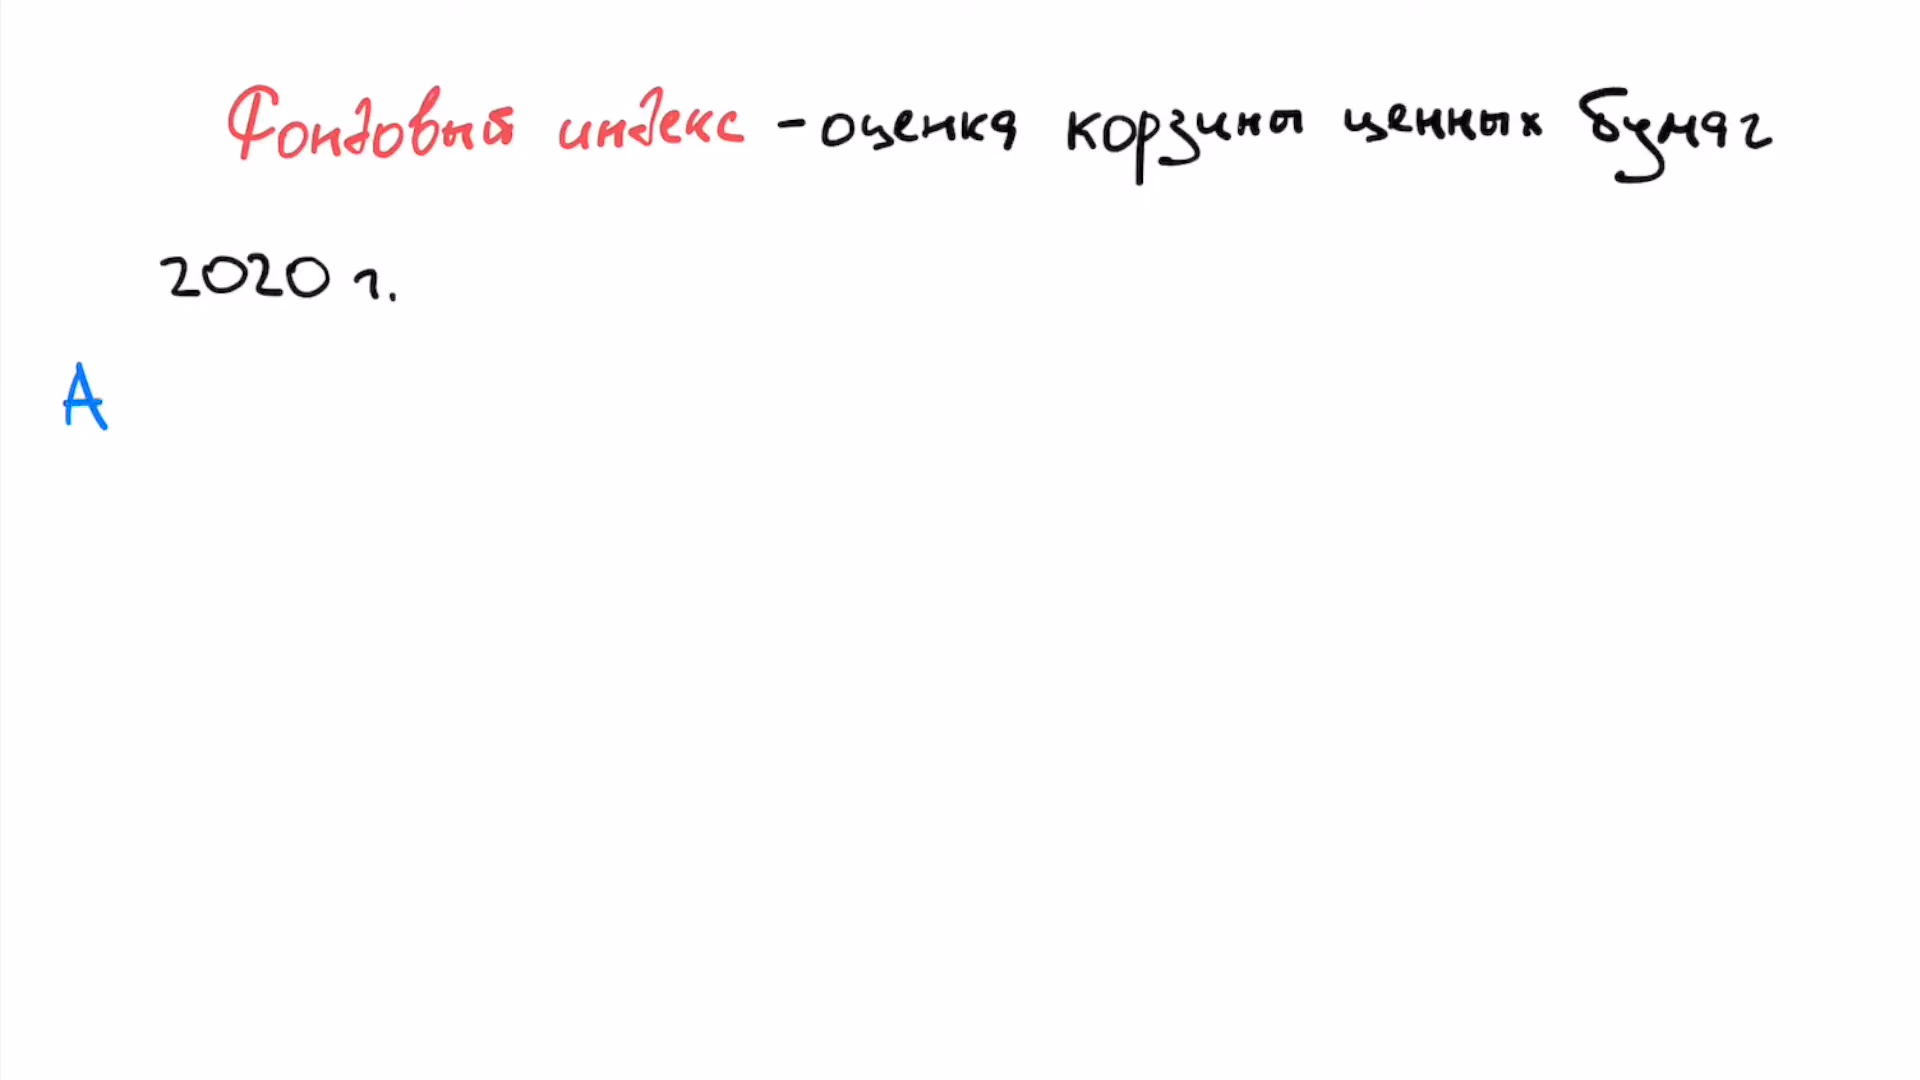 Фондовый индекс - оценка корзины ценных бумаг
2020 г.
А